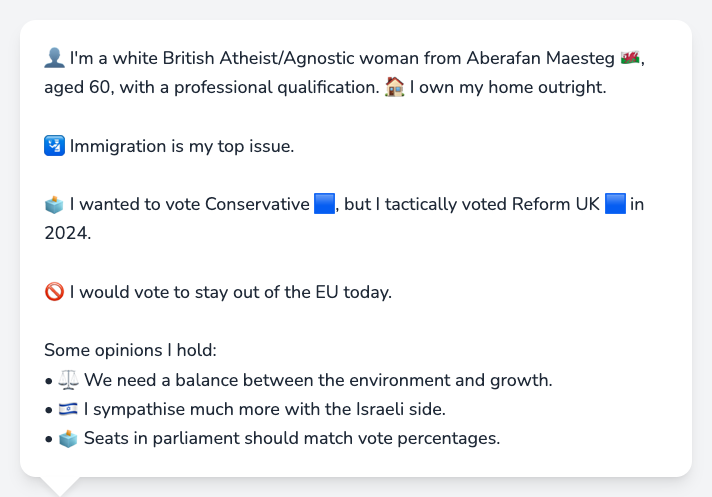 👤 I'm a white British Atheist/Agnostic woman from Aberafan Maesteg 🏴󠁧󠁢󠁷󠁬󠁳󠁿,
aged 60, with a professional qualification. 🏠 I own my home outright.
🛂 Immigration is my top issue.
🗳️ I wanted to vote Conservative 🟦, but I tactically voted Reform UK 🟦 in
2024.
🚫 I would vote to stay out of the EU today.
Some opinions I hold:
• ⚖️ We need a balance between the environment and growth.
• 🇮🇱 I sympathise much more with the Israeli side.
• 🗳️ Seats in parliament should match vote percentages.